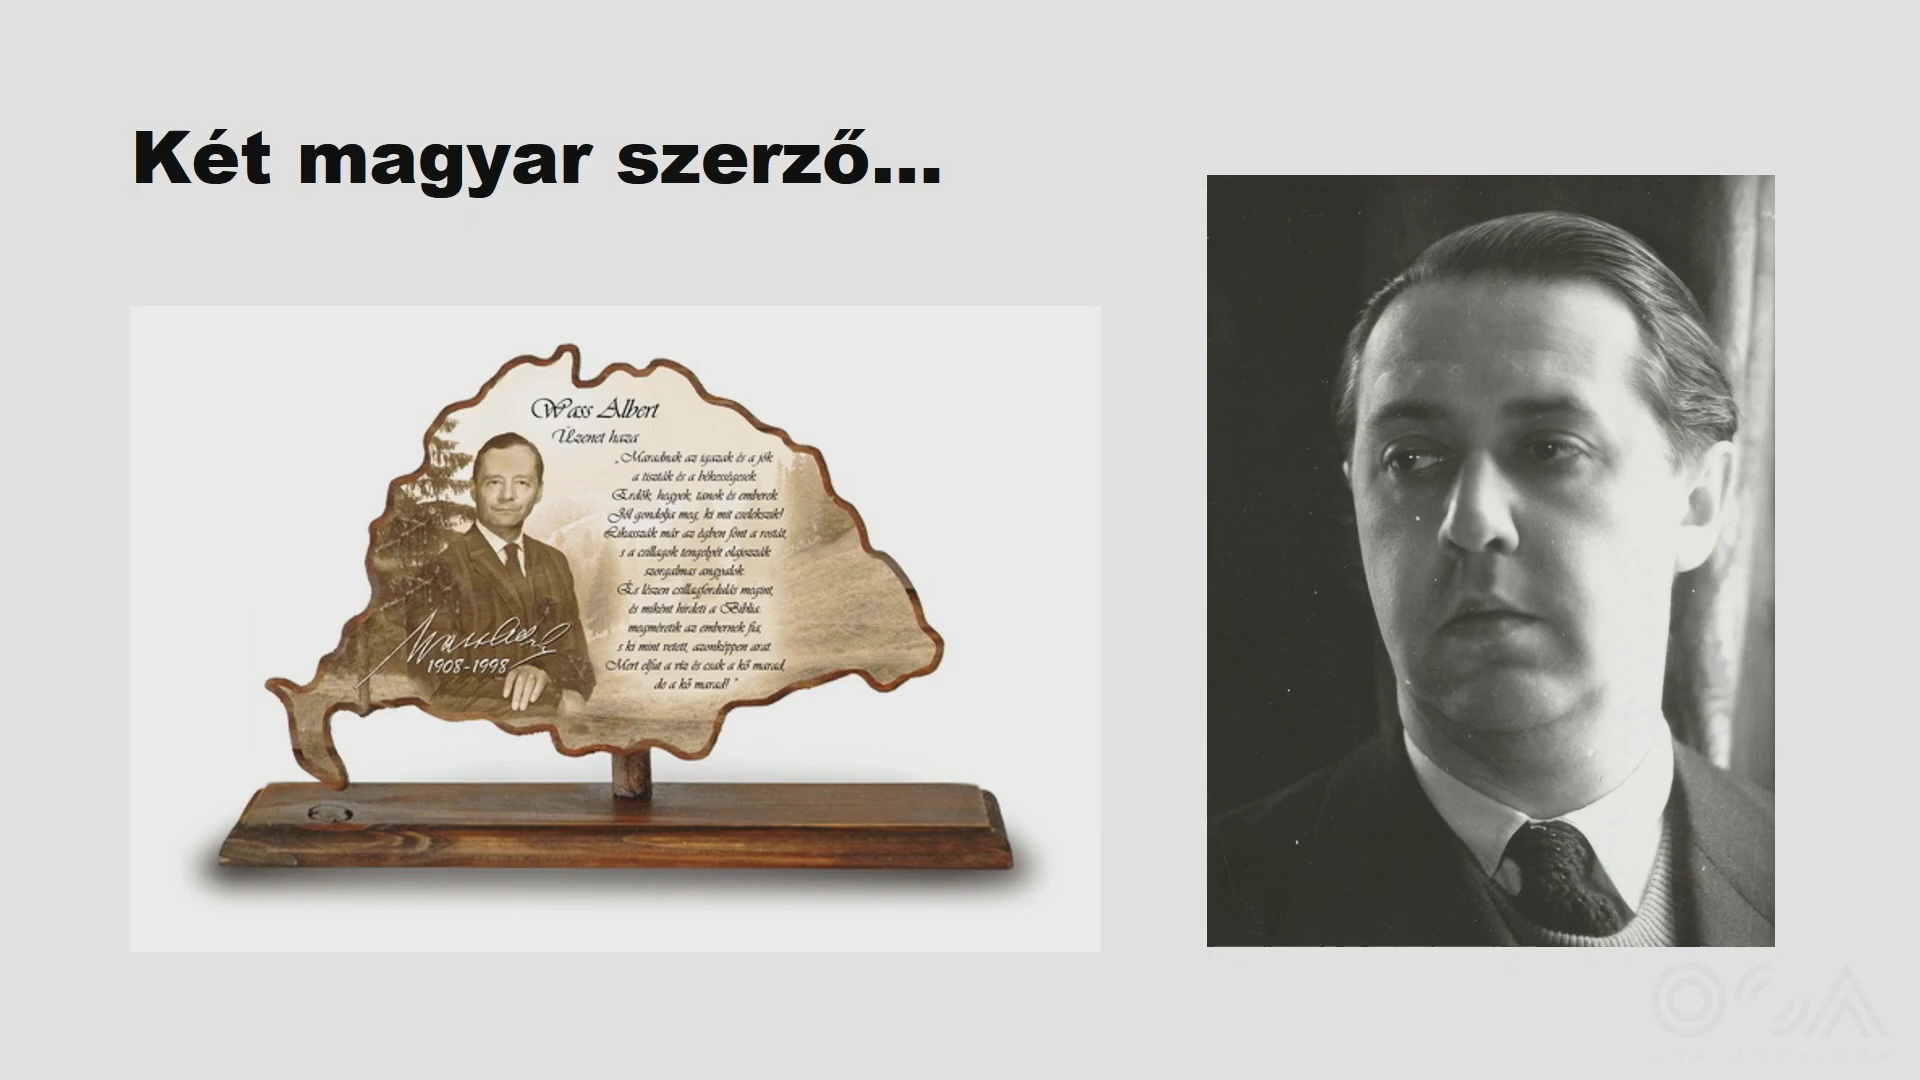 Két magyar szerző...
Wass Albert
Üzenet haza
„Maradnak az igazak és a jók
a tiszták és a békességesek
Erdők, hegyek, tanok és emberek
Jól gondolja meg, ki mit cselekszik!
Likasszák már az égben fönt a rostát,
s a csillagok tengelyét olajozzák
szorgalmas angyalok.
És lészen csillagfordulás megint,
és miként hirdeti a Biblia
megméretik az embernek fia,
s ki mint vetett, azonképpen arat.
Mert elfut a víz és csak a kő marad,
de a kő marad! "
1908-1998
OSA